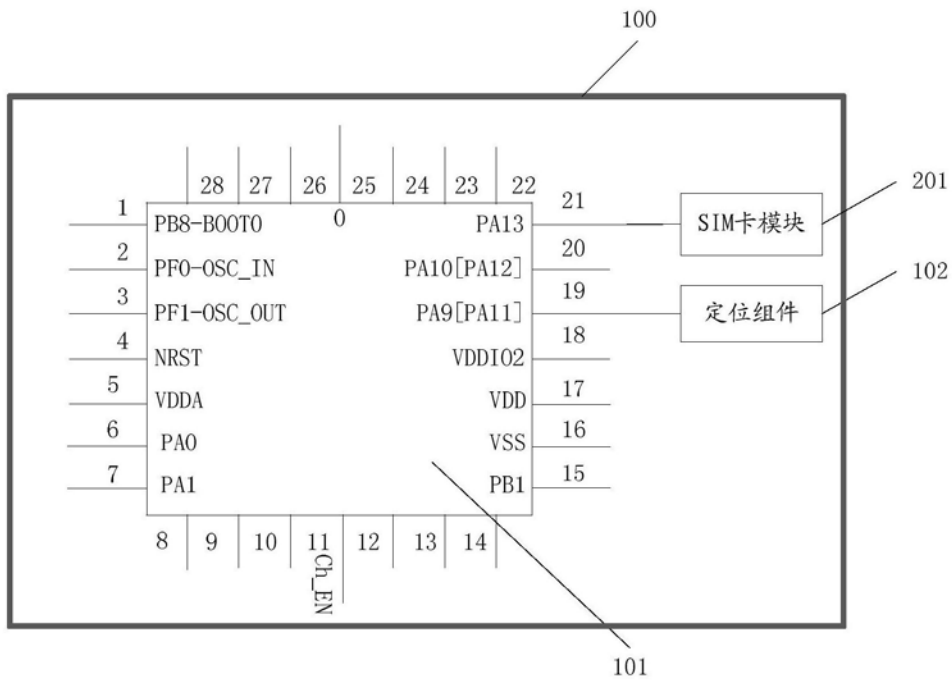 100
28 27 26 25 24 23 22
0
1 PB8-BOOT0 PA13 21 SIM卡模块 201
2 PF0-OSC_IN PA10[PA12] 20
3 PF1-OSC_OUT PA9[PA11] 19 定位组件 102
4 NRST VDDIO2 18
5 VDDA VDD 17
6 PA0 VSS 16
7 PA1 PB1 15
8 9 10 11 12 13 14
Ch_EN
101